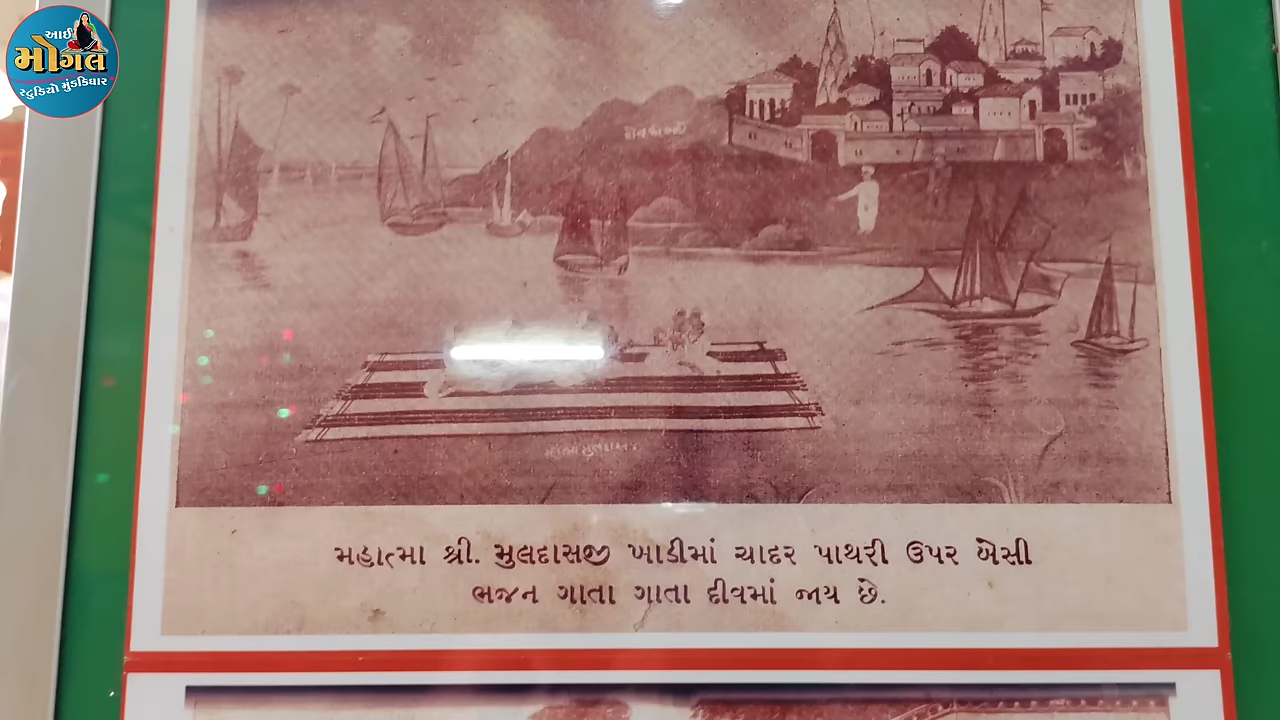 આઈ
મોગલ
સ્ટુડિયો મુંડકિધાર
મહાત્મા શ્રી. મુલદાસજી ખાડીમાં ચાદર પાથરી ઉપર બેસી
ભજન ગાતા ગાતા દીવમાં જાય છે.